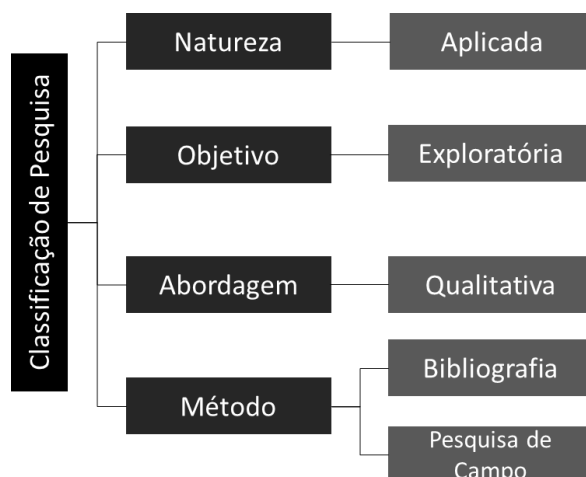 Classificação de Pesquisa
Natureza
Aplicada
Objetivo
Exploratória
Abordagem
Qualitativa
Método
Bibliografia
Pesquisa de
Campo